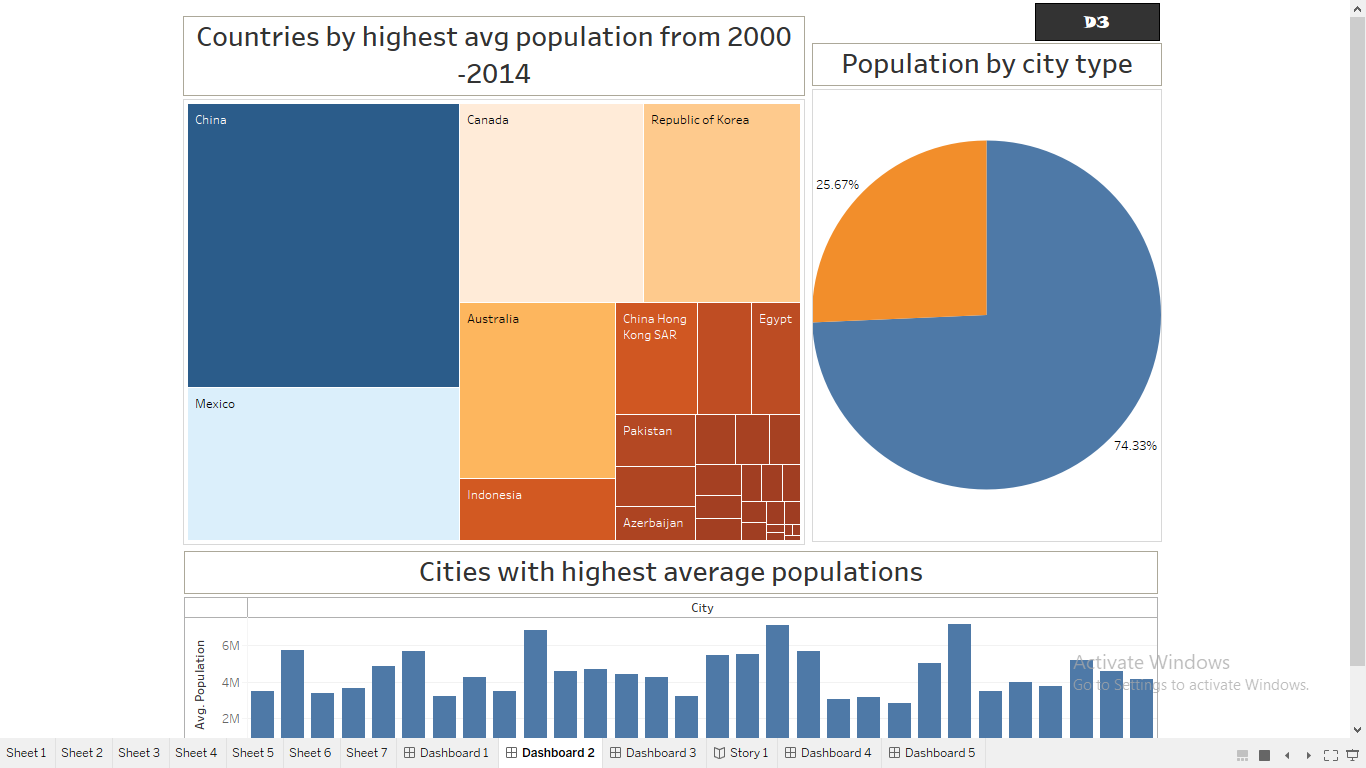 D3
Countries by highest avg population from 2000
-2014
Population by city type
China
Canada
Republic of Korea
25.67%
Australia
China Hong
Kong SAR
Egypt
Mexico
Pakistan
74.33%
Indonesia
Azerbaijan
Cities with highest average populations
City
Avg. Population
6M
4M
2M
Activate Windows
Go to Settings to activate Windows.
Sheet 1 Sheet 2 Sheet 3 Sheet 4 Sheet 5 Sheet 6 Sheet 7 Dashboard 1 Dashboard 2 Dashboard 3 Story 1 Dashboard 4 Dashboard 5